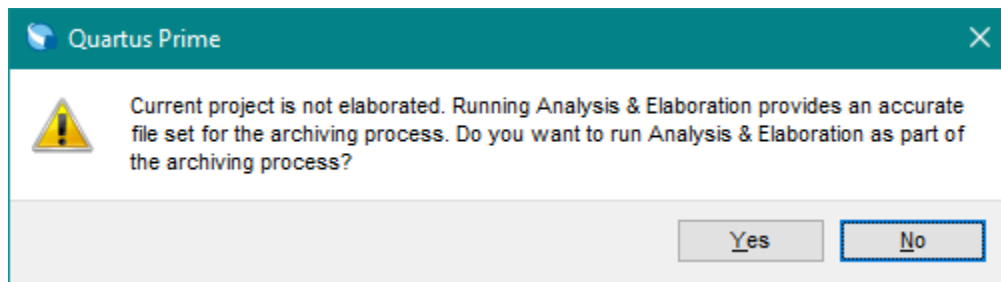 Quartus Prime
Current project is not elaborated. Running Analysis & Elaboration provides an accurate
file set for the archiving process. Do you want to run Analysis & Elaboration as part of
the archiving process?
Yes
No